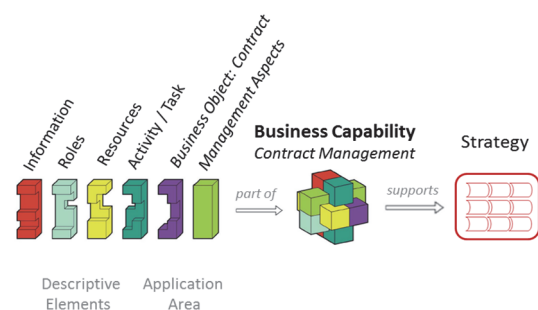 Information
Roles
Resources
Activity / Task
Business Object: Contract
Management Aspects
Business Capability
Contract Management
Strategy
part of
supports
Descriptive
Elements
Application
Area